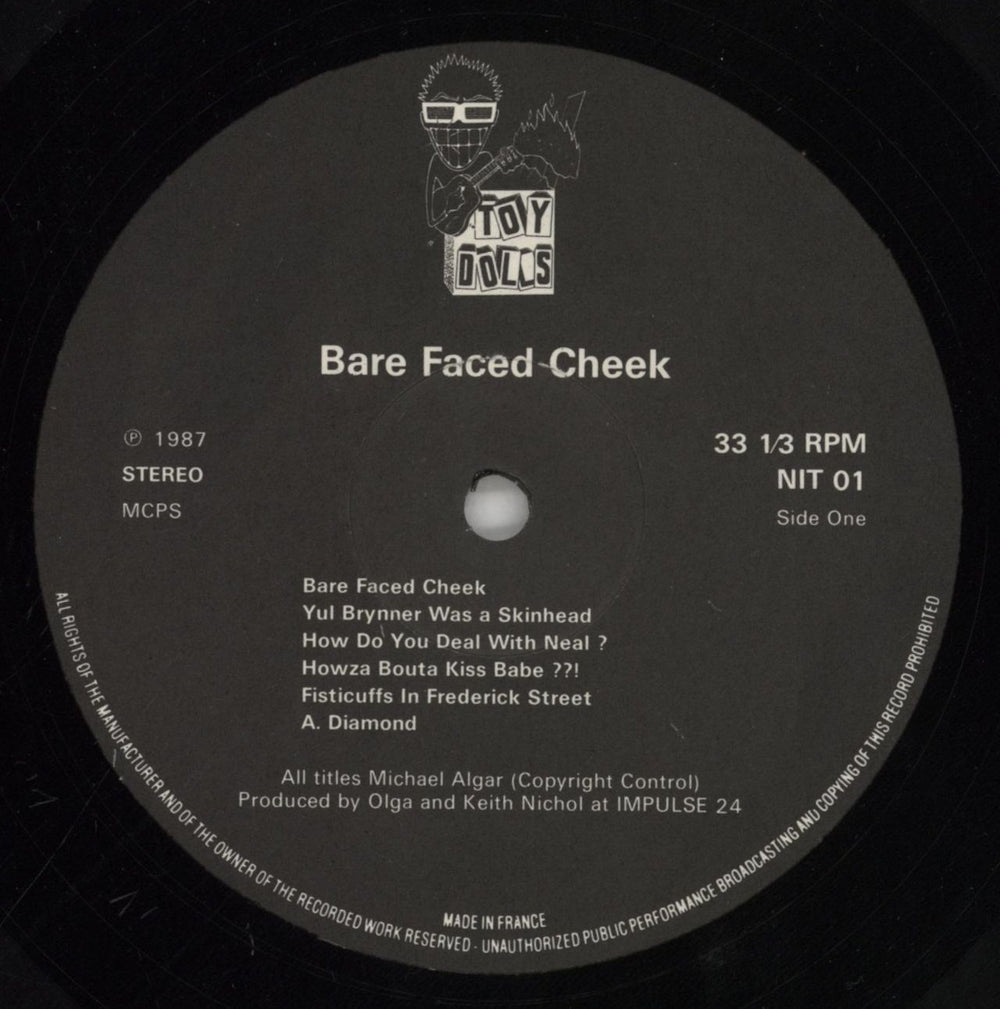 TOY
DOLLS
Bare Faced Cheek
℗ 1987
STEREO
MCPS
33 1/3 RPM
NIT 01
Side One
Bare Faced Cheek
Yul Brynner Was a Skinhead
How Do You Deal With Neal ?
Howza Bouta Kiss Babe ??!
Fisticuffs In Frederick Street
A. Diamond
All titles Michael Algar (Copyright Control)
Produced by Olga and Keith Nichol at IMPULSE 24
MADE IN FRANCE
ALL RIGHTS OF THE MANUFACTURER AND OF THE OWNER OF THE RECORDED WORK RESERVED - UNAUTHORIZED PUBLIC PERFORMANCE BROADCASTING AND COPYING OF THIS RECORD PROHIBITED